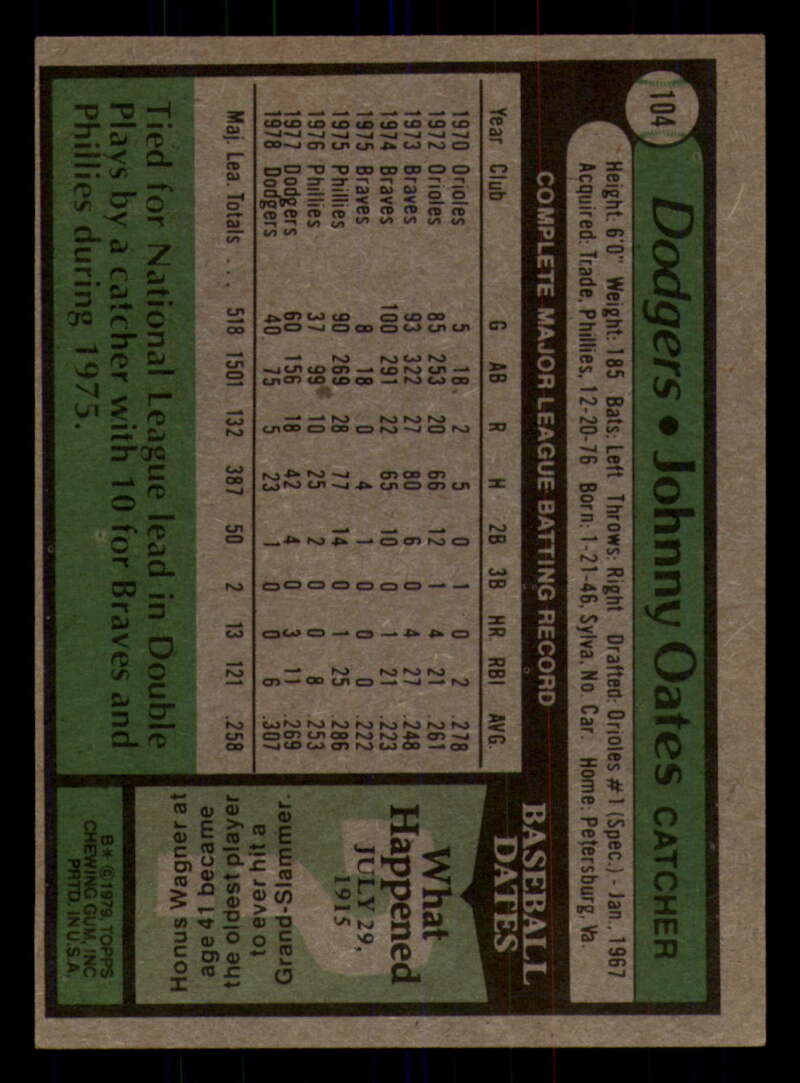 104
Dodgers • Johnny Oates CATCHER
Height: 6'0" Weight: 185 Bats: Left Throws: Right Drafted: Orioles #1 (Spec.) - Jan., 1967
Acquired: Trade, Phillies, 12-20-76 Born: 1-21-46, Sylva, No. Car. Home: Petersburg, Va.
COMPLETE MAJOR LEAGUE BATTING RECORD
Year Club G AB R H 2B 3B HR RBI AVG.
1970 Orioles 5 18 2 5 0 1 0 2 .278
1972 Orioles 85 253 20 66 12 1 4 21 .261
1973 Braves 93 322 27 80 6 0 4 27 .248
1974 Braves 100 291 22 65 10 0 1 21 .223
1975 Braves 8 18 0 4 1 0 0 0 .222
1975 Phillies 90 269 28 77 14 0 1 25 .286
1976 Phillies 37 99 10 25 2 0 0 8 .253
1977 Dodgers 60 156 18 42 4 0 3 11 .269
1978 Dodgers 40 75 5 23 1 0 0 6 .307
Maj. Lea. Totals . . . 518 1501 132 387 50 2 13 121 .258
Tied for National League lead in Double
Plays by a catcher with 10 for Braves and
Phillies during 1975.
BASEBALL
DATES
What
Happened
JULY 29,
1915
Honus Wagner at
age 41 became
the oldest player
to ever hit a
Grand-Slammer.
B* ©1979, TOPPS
CHEWING GUM, INC
PRTD. IN U.S.A.